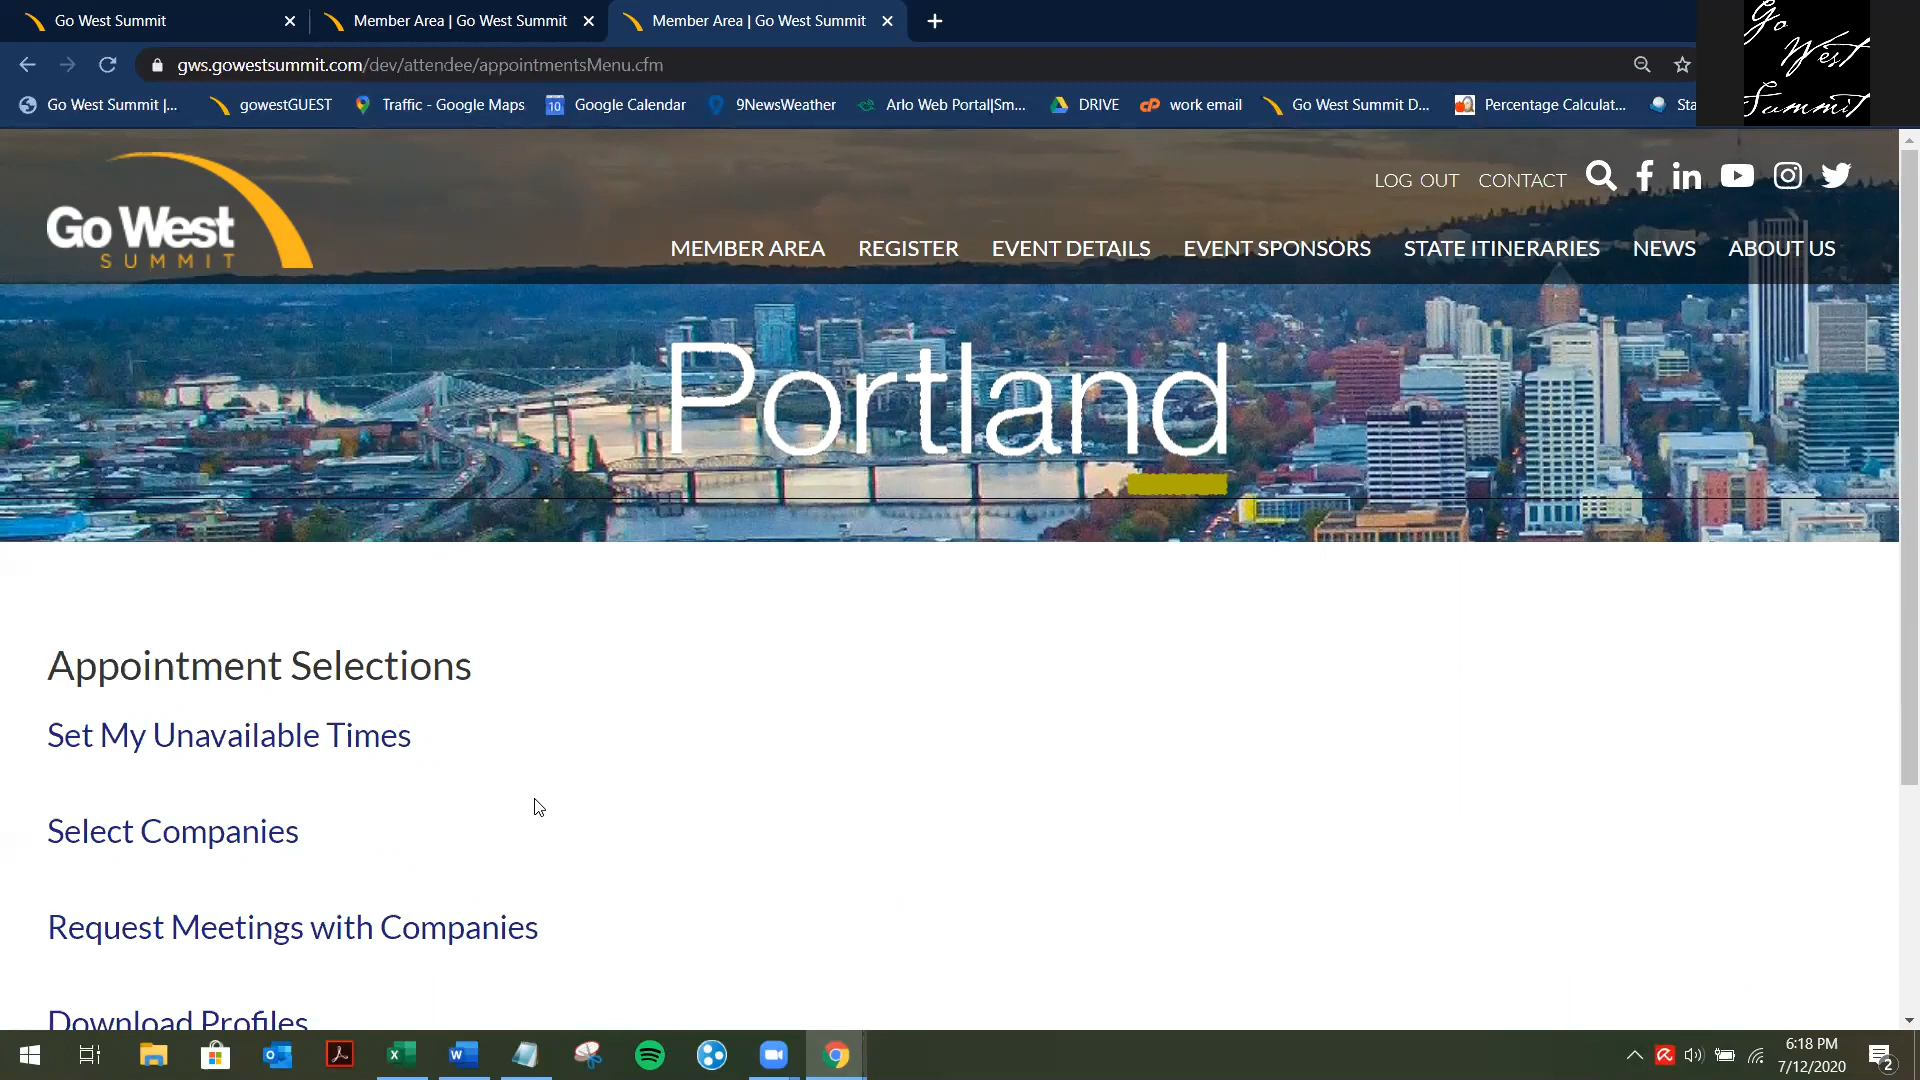 Go West Summit
Member Area | Go West Summit
Member Area | Go West Summit
gws.gowestsummit.com/dev/attendee/appointmentsMenu.cfm
Go West Summit |...
gowestGUEST
Traffic - Google Maps
10
Google Calendar
9NewsWeather
Arlo Web Portal|Sm...
DRIVE
cP
work email
Go West Summit D...
Percentage Calculat...
Sta
Go
West
Summit
LOG OUT CONTACT
Go West
SUMMIT
MEMBER AREA REGISTER EVENT DETAILS EVENT SPONSORS STATE ITINERARIES NEWS ABOUT US
Portland
Appointment Selections
Set My Unavailable Times
Select Companies
Request Meetings with Companies
Download Profiles
6:18 PM
7/12/2020
2